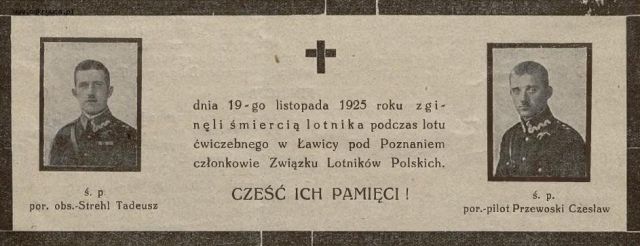 dnia 19-go listopada 1925 roku zgi-
nęli śmiercią lotnika podczas lotu
ćwiczebnego w Ławicy pod Poznaniem
członkowie Związku Lotników Polskich.
CZEŚĆ ICH PAMIĘCI !
ś. p.
por. obs.-Strehl Tadeusz
ś. p.
por.-pilot Przewoski Czesław